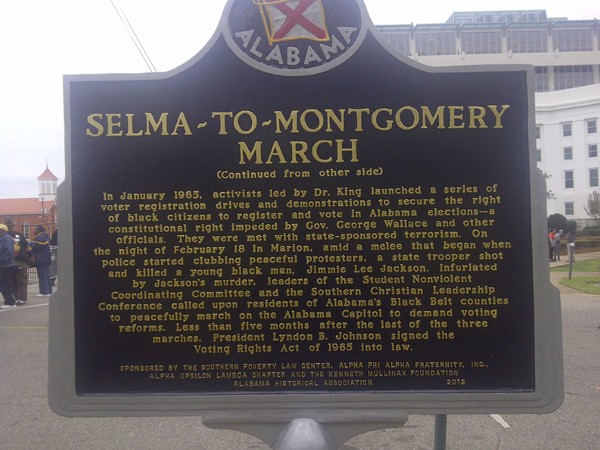 ALABAMA
SELMA-TO-MONTGOMERY
MARCH
(Continued from other side)
In January 1965, activists led by Dr. King launched a series of
voter registration drives and demonstrations to secure the right
of black citizens to register and vote in Alabama elections—a
constitutional right impeded by Gov. George Wallace and other
officials. They were met with state-sponsored terrorism. On
the night of February 18 in Marion, amid a melee that began when
police started clubbing peaceful protesters, a state trooper shot
and killed a young black man, Jimmie Lee Jackson. Infuriated
by Jackson's murder, leaders of the Student Nonviolent
Coordinating Committee and the Southern Christian Leadership
Conference called upon residents of Alabama's Black Belt counties
to peacefully march on the Alabama Capitol to demand voting
reforms. Less than five months after the last of the three
marches, President Lyndon B. Johnson signed the
Voting Rights Act of 1965 into law.
SPONSORED BY THE SOUTHERN POVERTY LAW CENTER, ALPHA PHI ALPHA FRATERNITY, INC.,
ALPHA UPSILON LAMBDA CHAPTER AND THE KENNETH MULLINAX FOUNDATION
ALABAMA HISTORICAL ASSOCIATION 2012